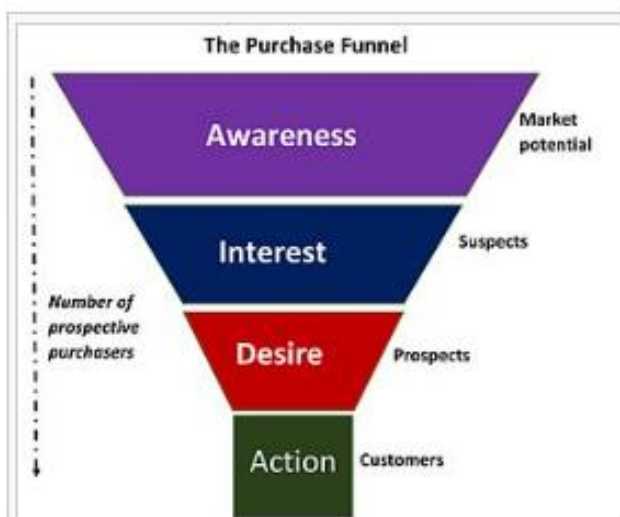 The Purchase Funnel
Awareness
Market
potential
Interest
Suspects
Number of
prospective
purchasers
Desire
Prospects
Action
Customers